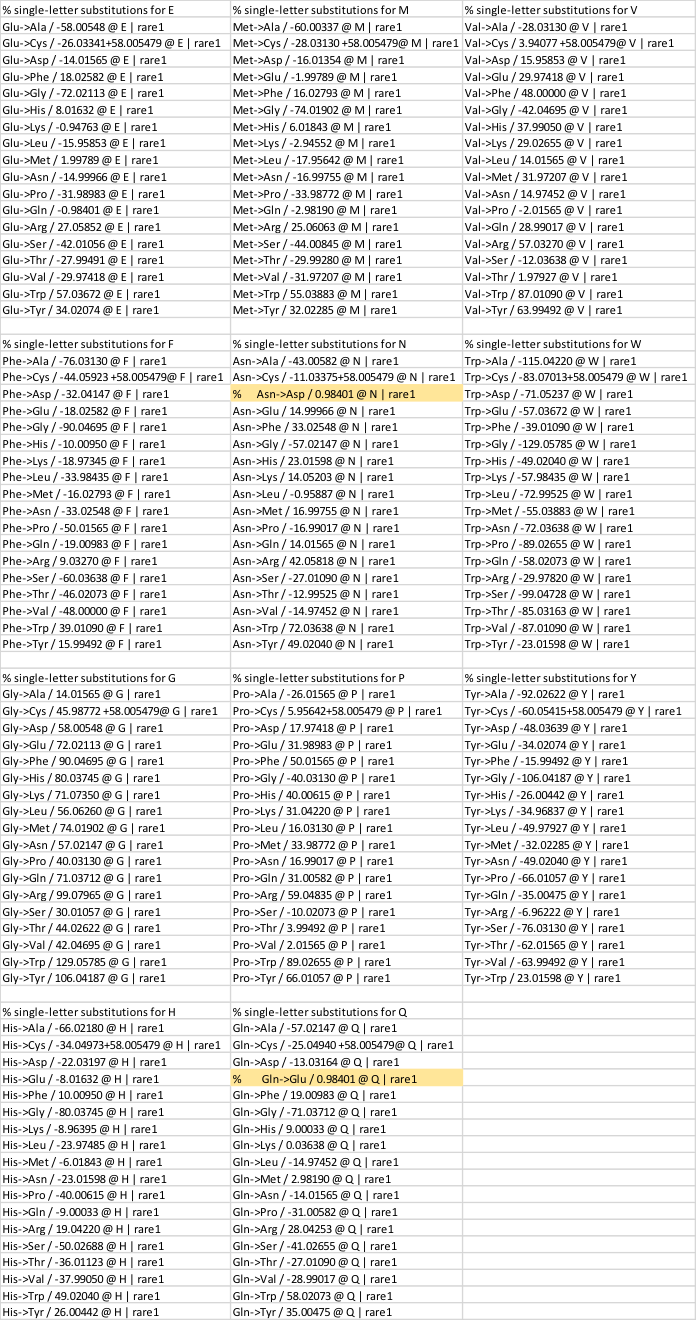 % single-letter substitutions for E
Glu->Ala / -58.00548 @ E | rare1
Glu->Cys / -26.03341+58.005479 @ E | rare1
Glu->Asp / -14.01565 @ E | rare1
Glu->Phe / 18.02582 @ E | rare1
Glu->Gly / -72.02113 @ E | rare1
Glu->His / 8.01632 @ E | rare1
Glu->Lys / -0.94763 @ E | rare1
Glu->Leu / -15.95853 @ E | rare1
Glu->Met / 1.99789 @ E | rare1
Glu->Asn / -14.99966 @ E | rare1
Glu->Pro / -31.98983 @ E | rare1
Glu->Gln / -0.98401 @ E | rare1
Glu->Arg / 27.05852 @ E | rare1
Glu->Ser / -42.01056 @ E | rare1
Glu->Thr / -27.99491 @ E | rare1
Glu->Val / -29.97418 @ E | rare1
Glu->Trp / 57.03672 @ E | rare1
Glu->Tyr / 34.02074 @ E | rare1
% single-letter substitutions for M
Met->Ala / -60.00337 @ M | rare1
Met->Cys / -28.03130 +58.005479@ M | rare1
Met->Asp / -16.01354 @ M | rare1
Met->Glu / -1.99789 @ M | rare1
Met->Phe / 16.02793 @ M | rare1
Met->Gly / -74.01902 @ M | rare1
Met->His / 6.01843 @ M | rare1
Met->Lys / -2.94552 @ M | rare1
Met->Leu / -17.95642 @ M | rare1
Met->Asn / -16.99755 @ M | rare1
Met->Pro / -33.98772 @ M | rare1
Met->Gln / -2.98190 @ M | rare1
Met->Arg / 25.06063 @ M | rare1
Met->Ser / -44.00845 @ M | rare1
Met->Thr / -29.99280 @ M | rare1
Met->Val / -31.97207 @ M | rare1
Met->Trp / 55.03883 @ M | rare1
Met->Tyr / 32.02285 @ M | rare1
% single-letter substitutions for V
Val->Ala / -28.03130 @ V | rare1
Val->Cys / 3.94077 +58.005479@ V | rare1
Val->Asp / 15.95853 @ V | rare1
Val->Glu / 29.97418 @ V | rare1
Val->Phe / 48.00000 @ V | rare1
Val->Gly / -42.04695 @ V | rare1
Val->His / 37.99050 @ V | rare1
Val->Lys / 29.02655 @ V | rare1
Val->Leu / 14.01565 @ V | rare1
Val->Met / 31.97207 @ V | rare1
Val->Asn / 14.97452 @ V | rare1
Val->Pro / -2.01565 @ V | rare1
Val->Gln / 28.99017 @ V | rare1
Val->Arg / 57.03270 @ V | rare1
Val->Ser / -12.03638 @ V | rare1
Val->Thr / 1.97927 @ V | rare1
Val->Trp / 87.01090 @ V | rare1
Val->Tyr / 63.99492 @ V | rare1
% single-letter substitutions for F
Phe->Ala / -76.03130 @ F | rare1
Phe->Cys / -44.05923 +58.005479@ F | rare1
Phe->Asp / -32.04147 @ F | rare1
Phe->Glu / -18.02582 @ F | rare1
Phe->Gly / -90.04695 @ F | rare1
Phe->His / -10.00950 @ F | rare1
Phe->Lys / -18.97345 @ F | rare1
Phe->Leu / -33.98435 @ F | rare1
Phe->Met / -16.02793 @ F | rare1
Phe->Asn / -33.02548 @ F | rare1
Phe->Pro / -50.01565 @ F | rare1
Phe->Gln / -19.00983 @ F | rare1
Phe->Arg / 9.03270 @ F | rare1
Phe->Ser / -60.03638 @ F | rare1
Phe->Thr / -46.02073 @ F | rare1
Phe->Val / -48.00000 @ F | rare1
Phe->Trp / 39.01090 @ F | rare1
Phe->Tyr / 15.99492 @ F | rare1
% single-letter substitutions for N
Asn->Ala / -43.00582 @ N | rare1
Asn->Cys / -11.03375+58.005479 @ N | rare1
% Asn->Asp / 0.98401 @ N | rare1
Asn->Glu / 14.99966 @ N | rare1
Asn->Phe / 33.02548 @ N | rare1
Asn->Gly / -57.02147 @ N | rare1
Asn->His / 23.01598 @ N | rare1
Asn->Lys / 14.05203 @ N | rare1
Asn->Leu / -0.95887 @ N | rare1
Asn->Met / 16.99755 @ N | rare1
Asn->Pro / -16.99017 @ N | rare1
Asn->Gln / 14.01565 @ N | rare1
Asn->Arg / 42.05818 @ N | rare1
Asn->Ser / -27.01090 @ N | rare1
Asn->Thr / -12.99525 @ N | rare1
Asn->Val / -14.97452 @ N | rare1
Asn->Trp / 72.03638 @ N | rare1
Asn->Tyr / 49.02040 @ N | rare1
% single-letter substitutions for W
Trp->Ala / -115.04220 @ W | rare1
Trp->Cys / -83.07013+58.005479 @ W | rare1
Trp->Asp / -71.05237 @ W | rare1
Trp->Glu / -57.03672 @ W | rare1
Trp->Phe / -39.01090 @ W | rare1
Trp->Gly / -129.05785 @ W | rare1
Trp->His / -49.02040 @ W | rare1
Trp->Lys / -57.98435 @ W | rare1
Trp->Leu / -72.99525 @ W | rare1
Trp->Met / -55.03883 @ W | rare1
Trp->Asn / -72.03638 @ W | rare1
Trp->Pro / -89.02655 @ W | rare1
Trp->Gln / -58.02073 @ W | rare1
Trp->Arg / -29.97820 @ W | rare1
Trp->Ser / -99.04728 @ W | rare1
Trp->Thr / -85.03163 @ W | rare1
Trp->Val / -87.01090 @ W | rare1
Trp->Tyr / -23.01598 @ W | rare1
% single-letter substitutions for G
Gly->Ala / 14.01565 @ G | rare1
Gly->Cys / 45.98772 +58.005479@ G | rare1
Gly->Asp / 58.00548 @ G | rare1
Gly->Glu / 72.02113 @ G | rare1
Gly->Phe / 90.04695 @ G | rare1
Gly->His / 80.03745 @ G | rare1
Gly->Lys / 71.07350 @ G | rare1
Gly->Leu / 56.06260 @ G | rare1
Gly->Met / 74.01902 @ G | rare1
Gly->Asn / 57.02147 @ G | rare1
Gly->Pro / 40.03130 @ G | rare1
Gly->Gln / 71.03712 @ G | rare1
Gly->Arg / 99.07965 @ G | rare1
Gly->Ser / 30.01057 @ G | rare1
Gly->Thr / 44.02622 @ G | rare1
Gly->Val / 42.04695 @ G | rare1
Gly->Trp / 129.05785 @ G | rare1
Gly->Tyr / 106.04187 @ G | rare1
% single-letter substitutions for P
Pro->Ala / -26.01565 @ P | rare1
Pro->Cys / 5.95642+58.005479 @ P | rare1
Pro->Asp / 17.97418 @ P | rare1
Pro->Glu / 31.98983 @ P | rare1
Pro->Phe / 50.01565 @ P | rare1
Pro->Gly / -40.03130 @ P | rare1
Pro->His / 40.00615 @ P | rare1
Pro->Lys / 31.04220 @ P | rare1
Pro->Leu / 16.03130 @ P | rare1
Pro->Met / 33.98772 @ P | rare1
Pro->Asn / 16.99017 @ P | rare1
Pro->Gln / 31.00582 @ P | rare1
Pro->Arg / 59.04835 @ P | rare1
Pro->Ser / -10.02073 @ P | rare1
Pro->Thr / 3.99492 @ P | rare1
Pro->Val / 2.01565 @ P | rare1
Pro->Trp / 89.02655 @ P | rare1
Pro->Tyr / 66.01057 @ P | rare1
% single-letter substitutions for Y
Tyr->Ala / -92.02622 @ Y | rare1
Tyr->Cys / -60.05415+58.005479 @ Y | rare1
Tyr->Asp / -48.03639 @ Y | rare1
Tyr->Glu / -34.02074 @ Y | rare1
Tyr->Phe / -15.99492 @ Y | rare1
Tyr->Gly / -106.04187 @ Y | rare1
Tyr->His / -26.00442 @ Y | rare1
Tyr->Lys / -34.96837 @ Y | rare1
Tyr->Leu / -49.97927 @ Y | rare1
Tyr->Met / -32.02285 @ Y | rare1
Tyr->Asn / -49.02040 @ Y | rare1
Tyr->Pro / -66.01057 @ Y | rare1
Tyr->Gln / -35.00475 @ Y | rare1
Tyr->Arg / -6.96222 @ Y | rare1
Tyr->Ser / -76.03130 @ Y | rare1
Tyr->Thr / -62.01565 @ Y | rare1
Tyr->Val / -63.99492 @ Y | rare1
Tyr->Trp / 23.01598 @ Y | rare1
% single-letter substitutions for H
His->Ala / -66.02180 @ H | rare1
His->Cys / -34.04973+58.005479 @ H | rare1
His->Asp / -22.03197 @ H | rare1
His->Glu / -8.01632 @ H | rare1
His->Phe / 10.00950 @ H | rare1
His->Gly / -80.03745 @ H | rare1
His->Lys / -8.96395 @ H | rare1
His->Leu / -23.97485 @ H | rare1
His->Met / -6.01843 @ H | rare1
His->Asn / -23.01598 @ H | rare1
His->Pro / -40.00615 @ H | rare1
His->Gln / -9.00033 @ H | rare1
His->Arg / 19.04220 @ H | rare1
His->Ser / -50.02688 @ H | rare1
His->Thr / -36.01123 @ H | rare1
His->Val / -37.99050 @ H | rare1
His->Trp / 49.02040 @ H | rare1
His->Tyr / 26.00442 @ H | rare1
% single-letter substitutions for Q
Gln->Ala / -57.02147 @ Q | rare1
Gln->Cys / -25.04940 +58.005479@ Q | rare1
Gln->Asp / -13.03164 @ Q | rare1
% Gln->Glu / 0.98401 @ Q | rare1
Gln->Phe / 19.00983 @ Q | rare1
Gln->Gly / -71.03712 @ Q | rare1
Gln->His / 9.00033 @ Q | rare1
Gln->Lys / 0.03638 @ Q | rare1
Gln->Leu / -14.97452 @ Q | rare1
Gln->Met / 2.98190 @ Q | rare1
Gln->Asn / -14.01565 @ Q | rare1
Gln->Pro / -31.00582 @ Q | rare1
Gln->Arg / 28.04253 @ Q | rare1
Gln->Ser / -41.02655 @ Q | rare1
Gln->Thr / -27.01090 @ Q | rare1
Gln->Val / -28.99017 @ Q | rare1
Gln->Trp / 58.02073 @ Q | rare1
Gln->Tyr / 35.00475 @ Q | rare1